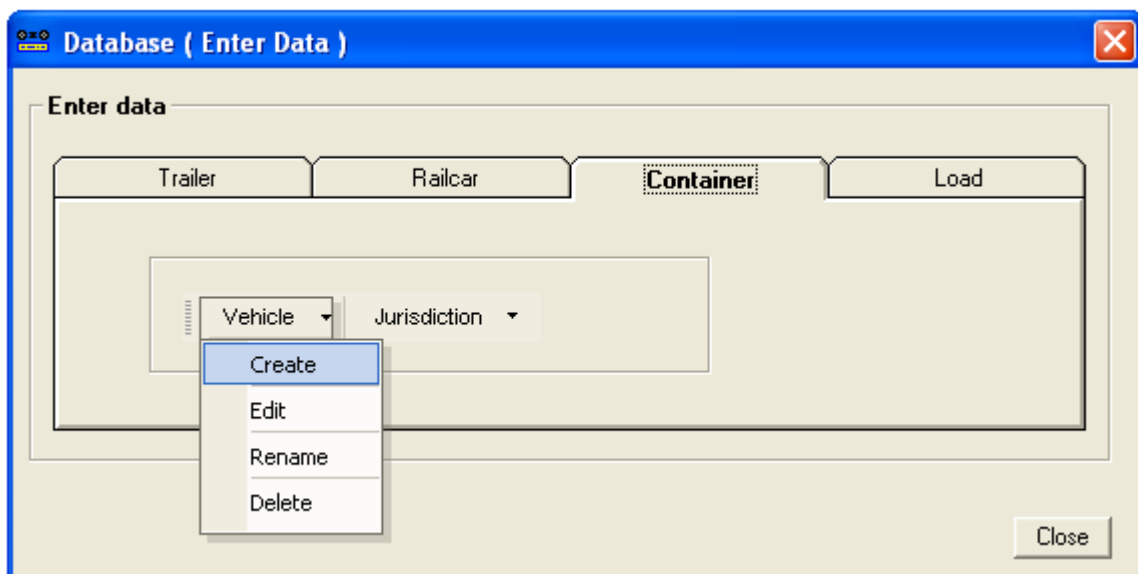 Database ( Enter Data )
Enter data
Trailer Railcar Container Load
Vehicle Jurisdiction
Create
Edit
Rename
Delete
Close